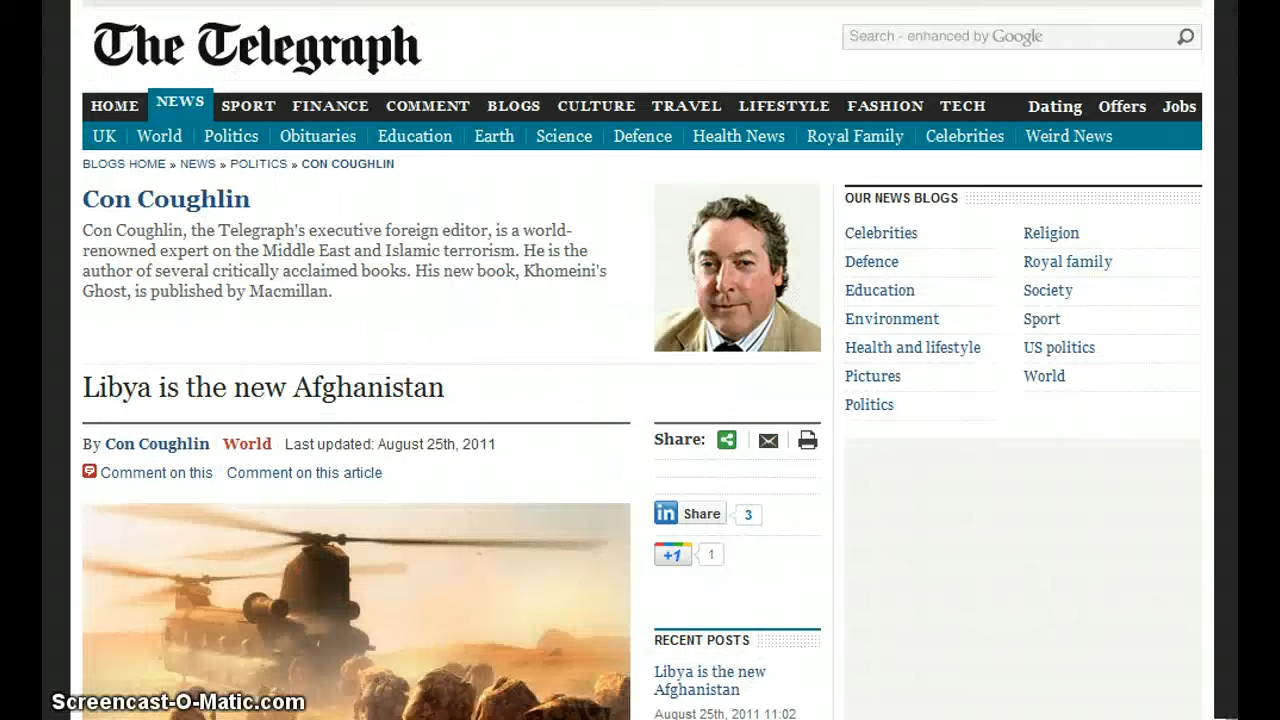 The Telegraph
Search - enhanced by Google
HOME NEWS SPORT FINANCE COMMENT BLOGS CULTURE TRAVEL LIFESTYLE FASHION TECH Dating Offers Jobs
UK World Politics Obituaries Education Earth Science Defence Health News Royal Family Celebrities Weird News
BLOGS HOME » NEWS » POLITICS » CON COUGHLIN
Con Coughlin
Con Coughlin, the Telegraph's executive foreign editor, is a world-
renowned expert on the Middle East and Islamic terrorism. He is the
author of several critically acclaimed books. His new book, Khomeini's
Ghost, is published by Macmillan.
OUR NEWS BLOGS
Celebrities Religion
Defence Royal family
Education Society
Environment Sport
Health and lifestyle US politics
Pictures World
Politics
Libya is the new Afghanistan
By Con Coughlin World Last updated: August 25th, 2011
Comment on this Comment on this article
Share:
in Share 3
+1 1
RECENT POSTS
Libya is the new
Afghanistan
August 25th, 2011 11:02
Screencast-O-Matic.com